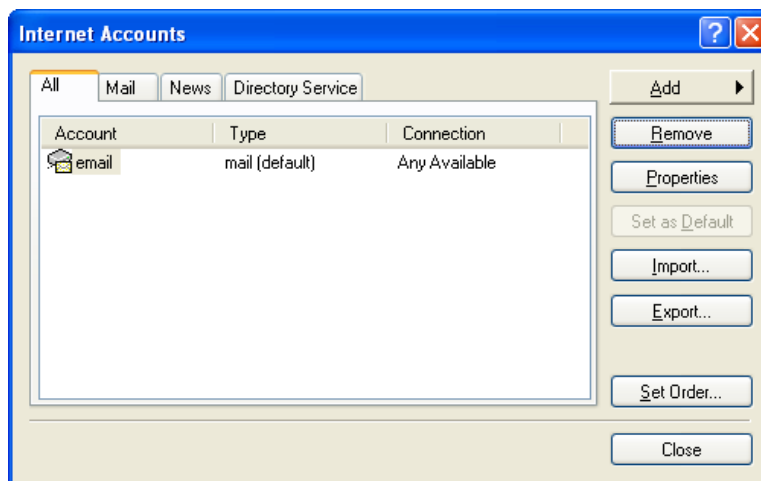 Internet Accounts
?
All Mail News Directory Service
Add
Account Type Connection
Remove
email mail (default) Any Available
Properties
Set as Default
Import...
Export...
Set Order...
Close